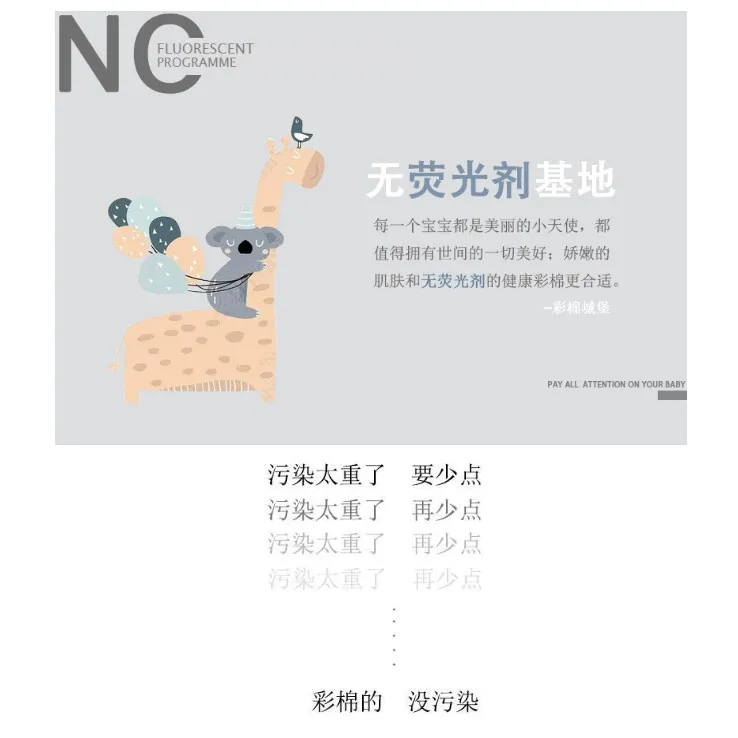 NC
FLUORESCENT
PROGRAMME
无荧光剂基地
每一个宝宝都是美丽的小天使，都
值得拥有世间的一切美好；娇嫩的
肌肤和无荧光剂的健康彩棉更合适。
–彩棉城堡
PAY ALL ATTENTION ON YOUR BABY
污染太重了 要少点
污染太重了 再少点
污染太重了 再少点
污染太重了 再少点
彩棉的 没污染